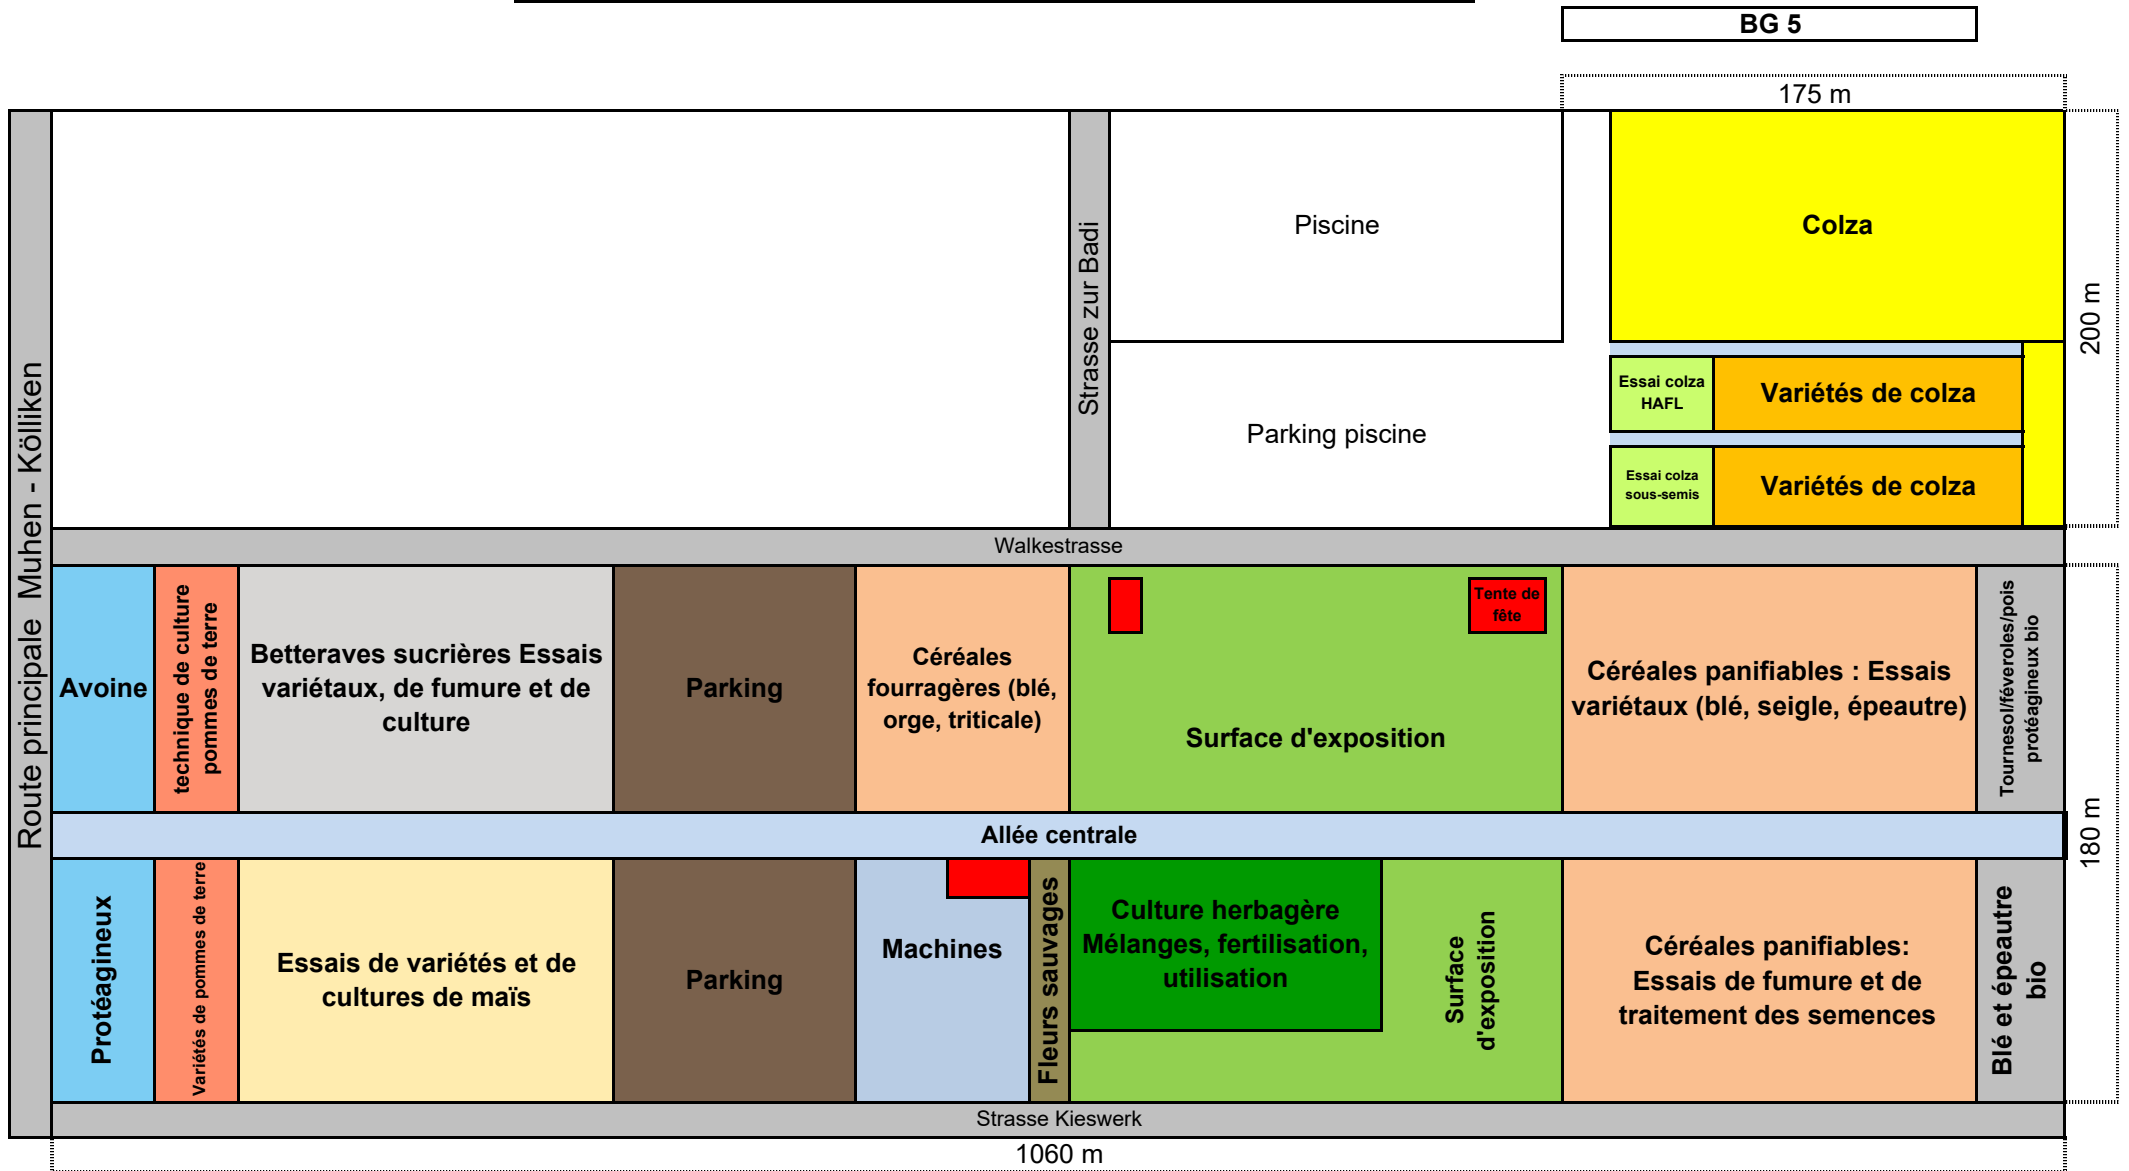 BG 5
175 m
Route principale  Muhen - Kölliken
Strasse zur Badi
Piscine
Colza
200 m
Essai colza
HAFL
Variétés de colza
Parking piscine
Essai colza
sous-semis
Variétés de colza
Walkestrasse
Avoine
technique de culture
pommes de terre
Betteraves sucrières Essais
variétaux, de fumure et de
culture
Parking
Céréales
fourragères (blé,
orge, triticale)
Tente de
fête
Surface d'exposition
Céréales panifiables : Essais
variétaux (blé, seigle, épeautre)
Tournesol/féveroles/pois
protéagineux bio
180 m
Allée centrale
Protéagineux
Variétés de pommes de terre
Essais de variétés et de
cultures de maïs
Parking
Machines
Fleurs sauvages
Culture herbagère
Mélanges, fertilisation,
utilisation
Surface
d'exposition
Céréales panifiables:
Essais de fumure et de
traitement des semences
Blé et épeautre
bio
Strasse Kieswerk
1060 m